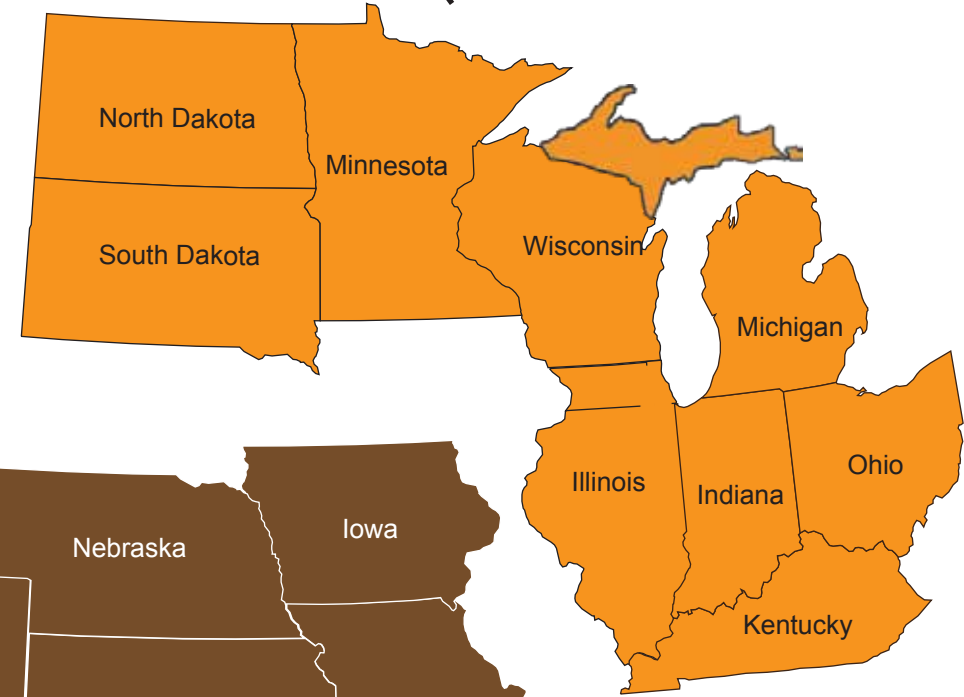 North Dakota
Minnesota
South Dakota
Wisconsin
Michigan
Ohio
Illinois
Indiana
Iowa
Nebraska
Kentucky